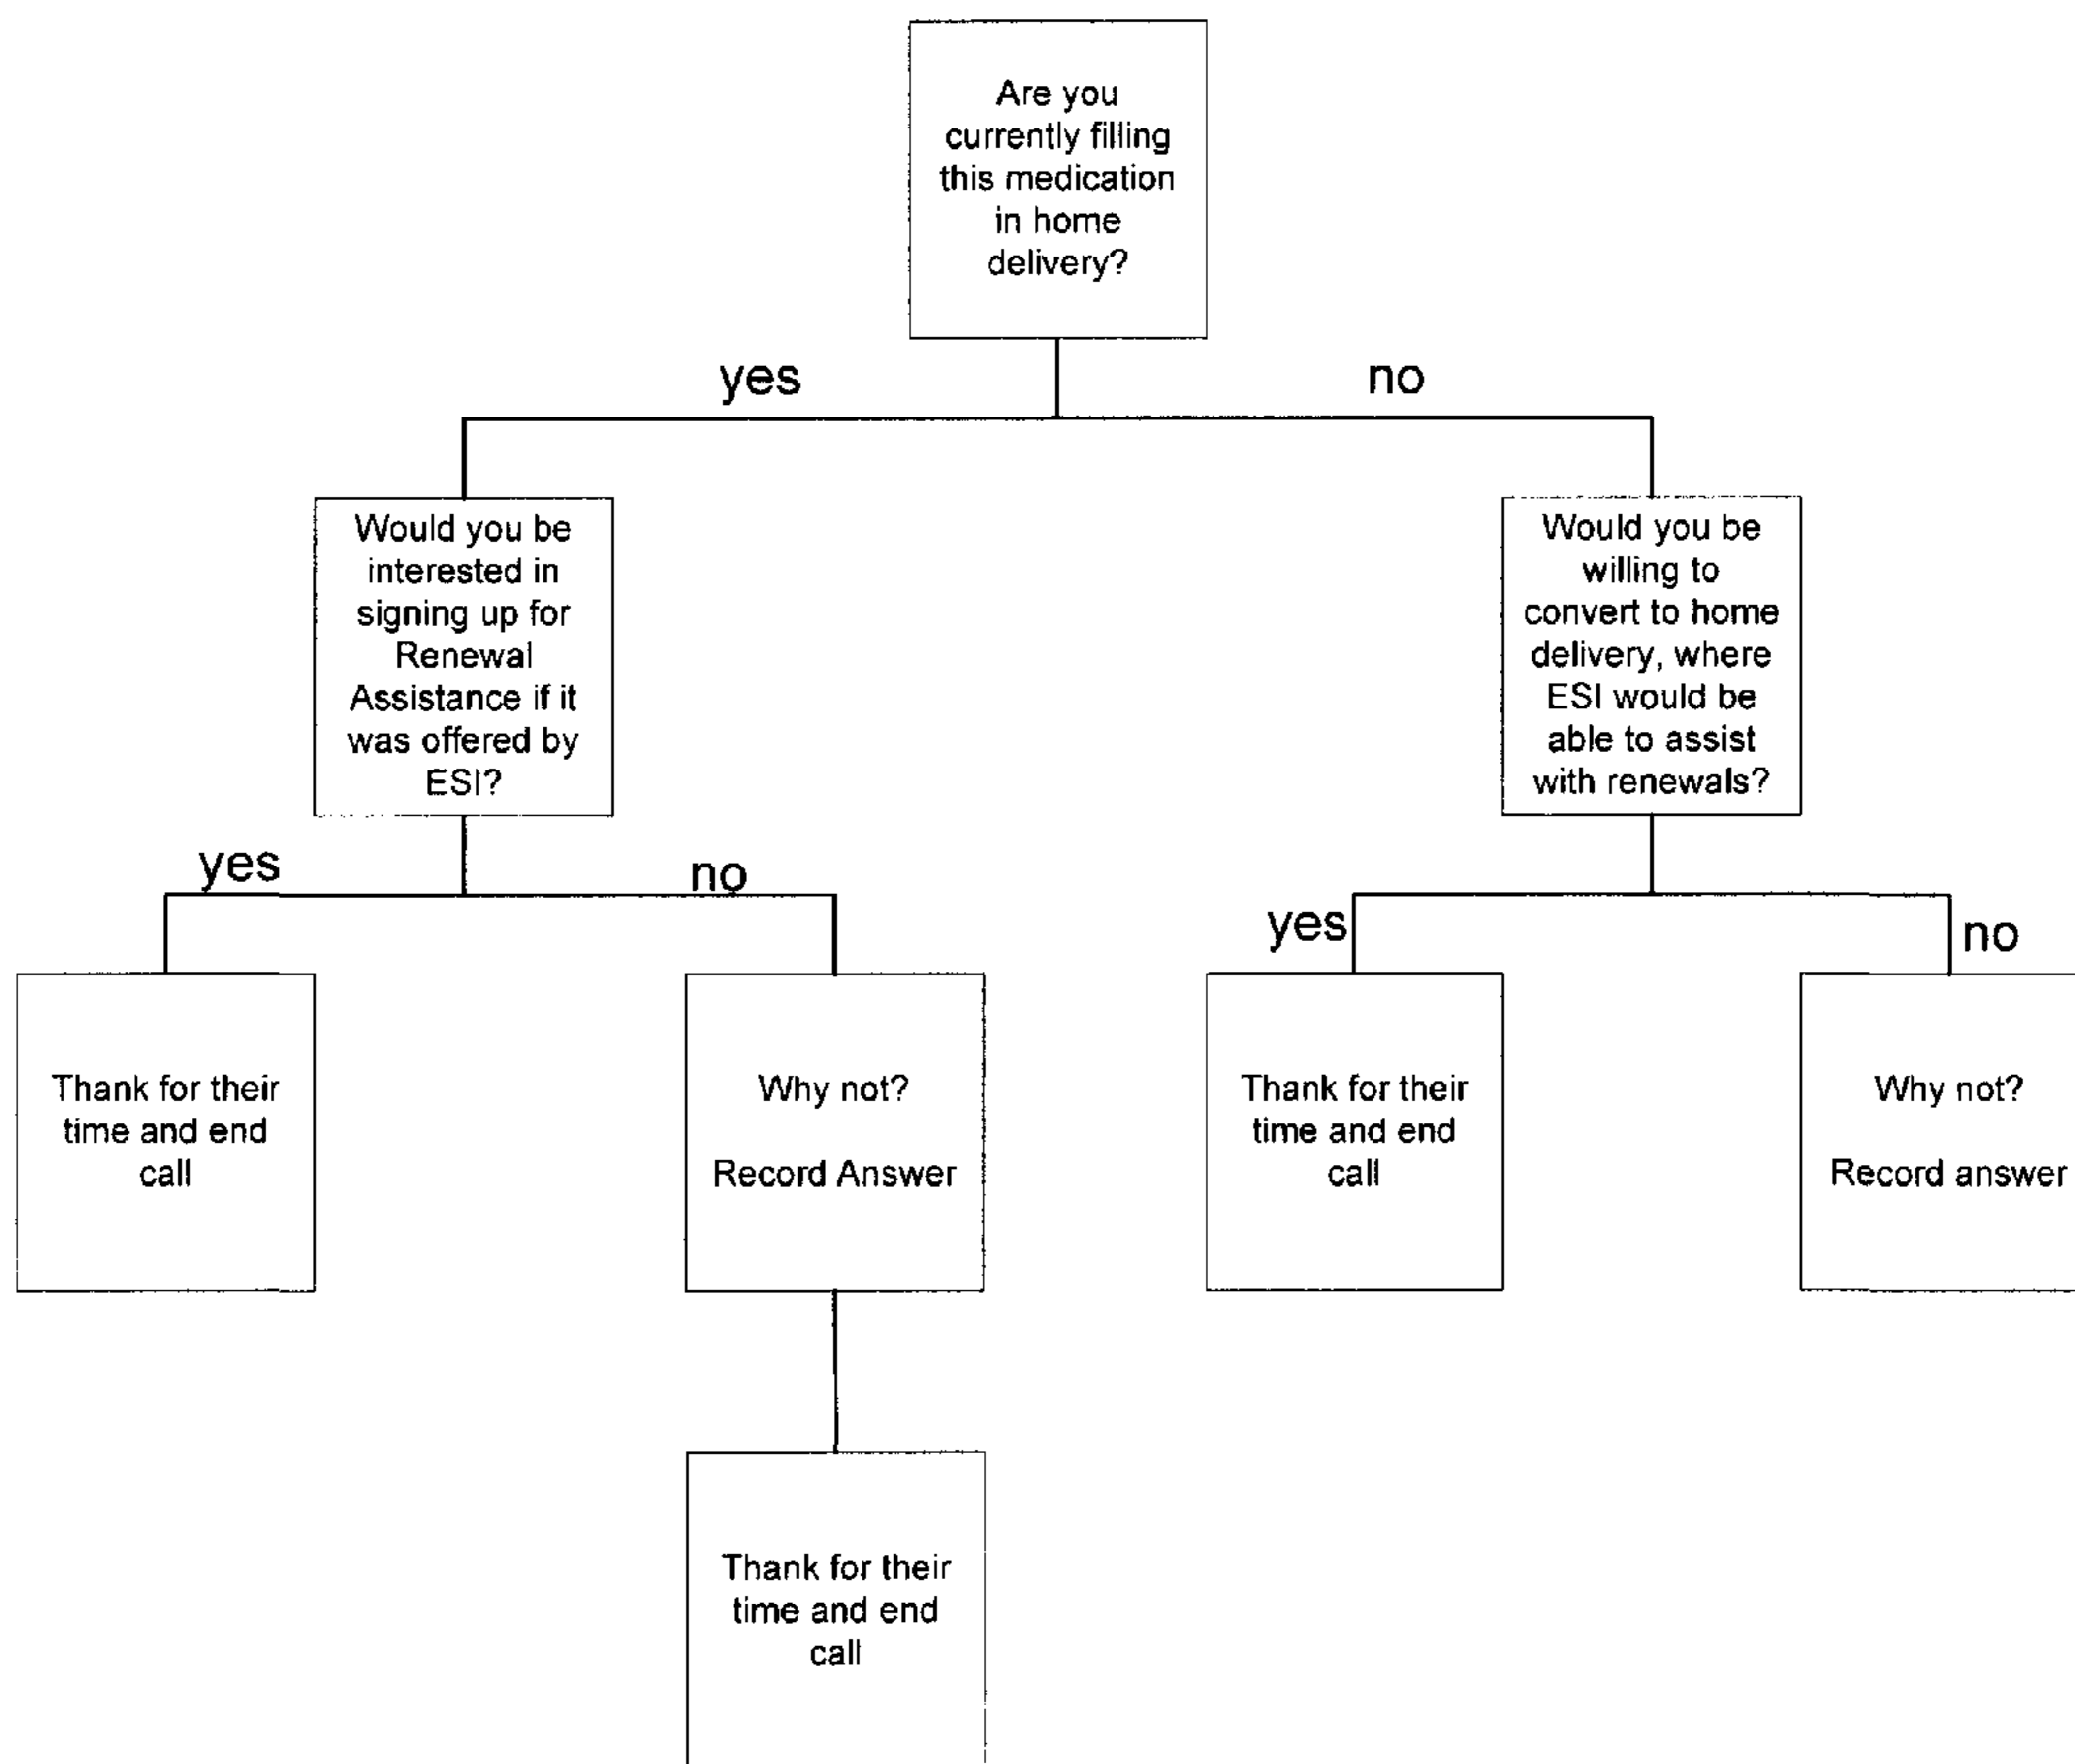 Are you
currently filling
this medication
in home
delivery?
yes
no
Would you be
interested in
signing up for
Renewal
Assistance if it
was offered by
ESI?
Would you be
willing to
convert to home
delivery, where
ESI would be
able to assist
with renewals?
yes
no
yes
no
Thank for their
time and end
call
Why not?
Record Answer
Thank for their
time and end
call
Why not?
Record answer
Thank for their
time and end
call